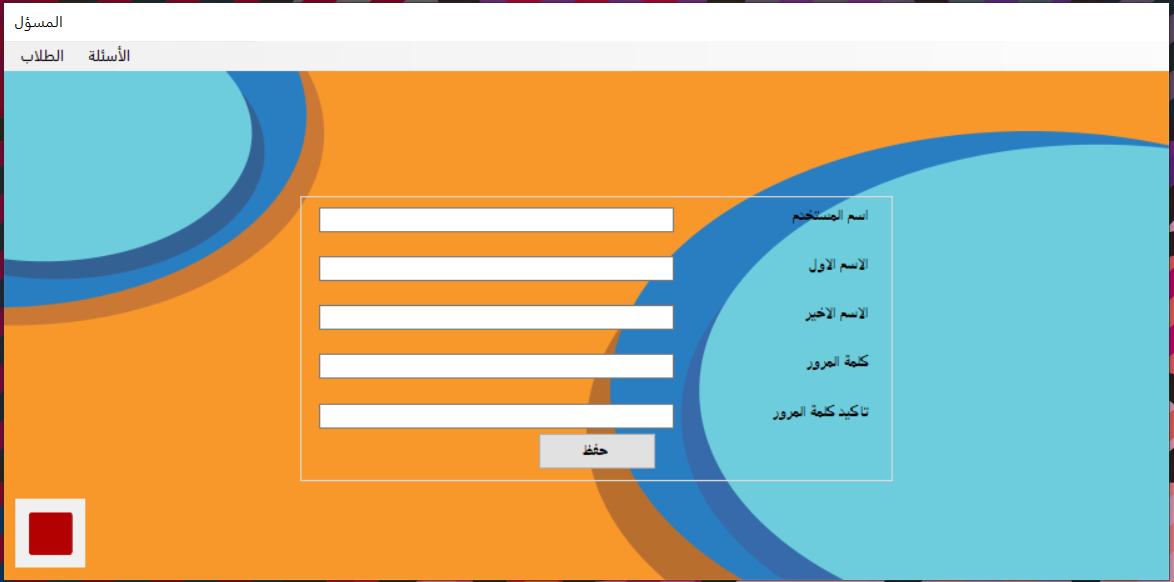 المسؤل
الطلاب الأسئلة
اسم المستخدم
الاسم الاول
الاسم الاخير
كلمة المرور
تاكيد كلمة المرور
حفظ